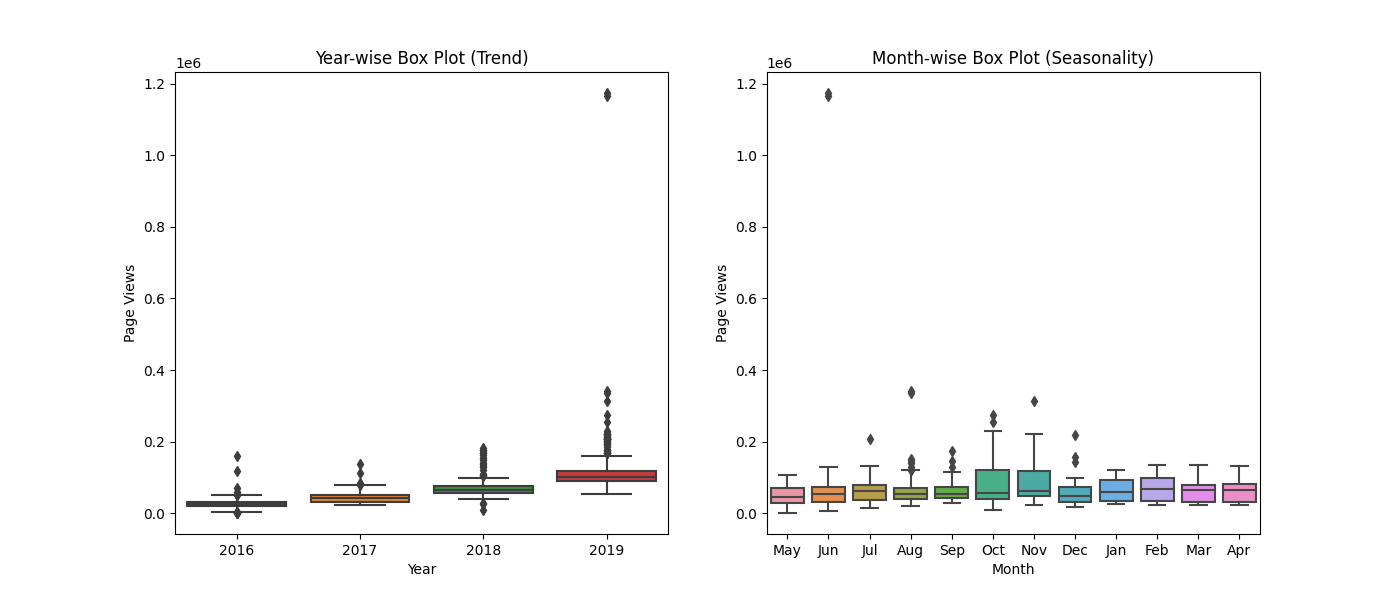 Year-wise Box Plot (Trend)
1e6
1.2
1.0
0.8
0.6
0.4
0.2
0.0
Page Views
2016 2017 2018 2019
Year
Month-wise Box Plot (Seasonality)
1e6
1.2
1.0
0.8
0.6
0.4
0.2
0.0
Page Views
May Jun Jul Aug Sep Oct Nov Dec Jan Feb Mar Apr
Month